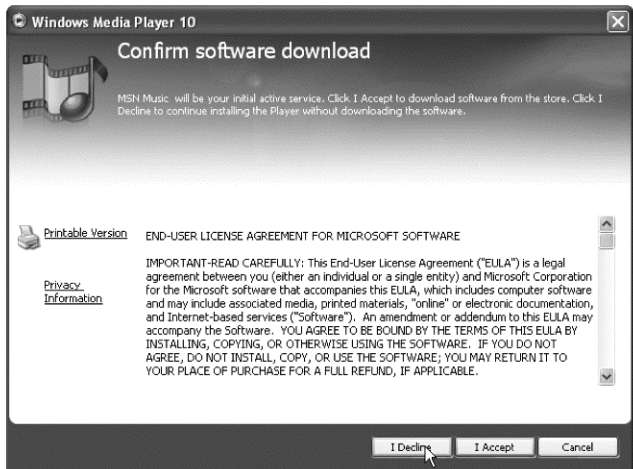 Windows Media Player 10
Confirm software download
MSN Music will be your initial active service. Click I Accept to download software from the store. Click I
Decline to continue installing the Player without downloading the software.
Printable Version
Privacy
Information
END-USER LICENSE AGREEMENT FOR MICROSOFT SOFTWARE
IMPORTANT-READ CAREFULLY: This End-User License Agreement ("EULA") is a legal
agreement between you (either an individual or a single entity) and Microsoft Corporation
for the Microsoft software that accompanies this EULA, which includes computer software
and may include associated media, printed materials, "online" or electronic documentation,
and Internet-based services ("Software"). An amendment or addendum to this EULA may
accompany the Software. YOU AGREE TO BE BOUND BY THE TERMS OF THIS EULA BY
INSTALLING, COPYING, OR OTHERWISE USING THE SOFTWARE. IF YOU DO NOT
AGREE, DO NOT INSTALL, COPY, OR USE THE SOFTWARE; YOU MAY RETURN IT TO
YOUR PLACE OF PURCHASE FOR A FULL REFUND, IF APPLICABLE.
I Decline
I Accept
Cancel